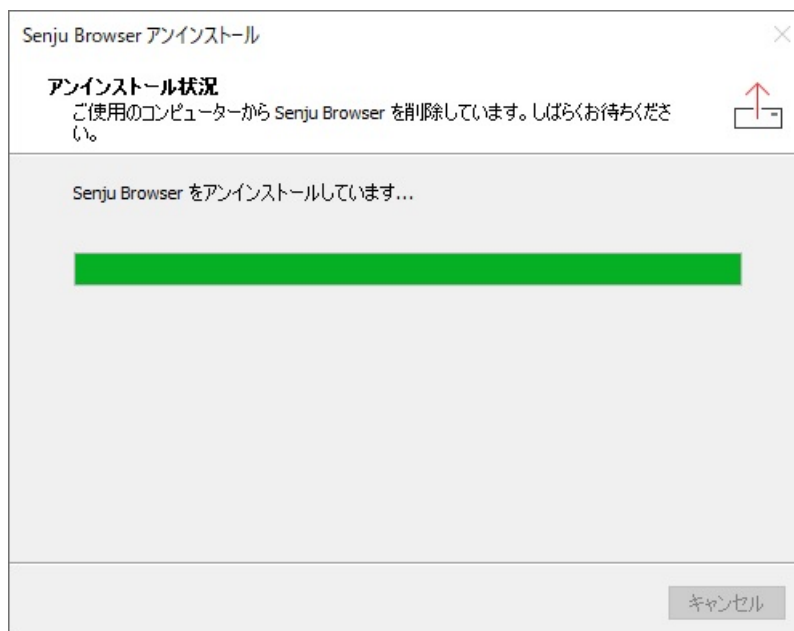 Senju Browser アンインストール
アンインストール状況
ご使用のコンピューターから Senju Browser を削除しています。しばらくお待ちくださ
い。
Senju Browser をアンインストールしています...
キャンセル